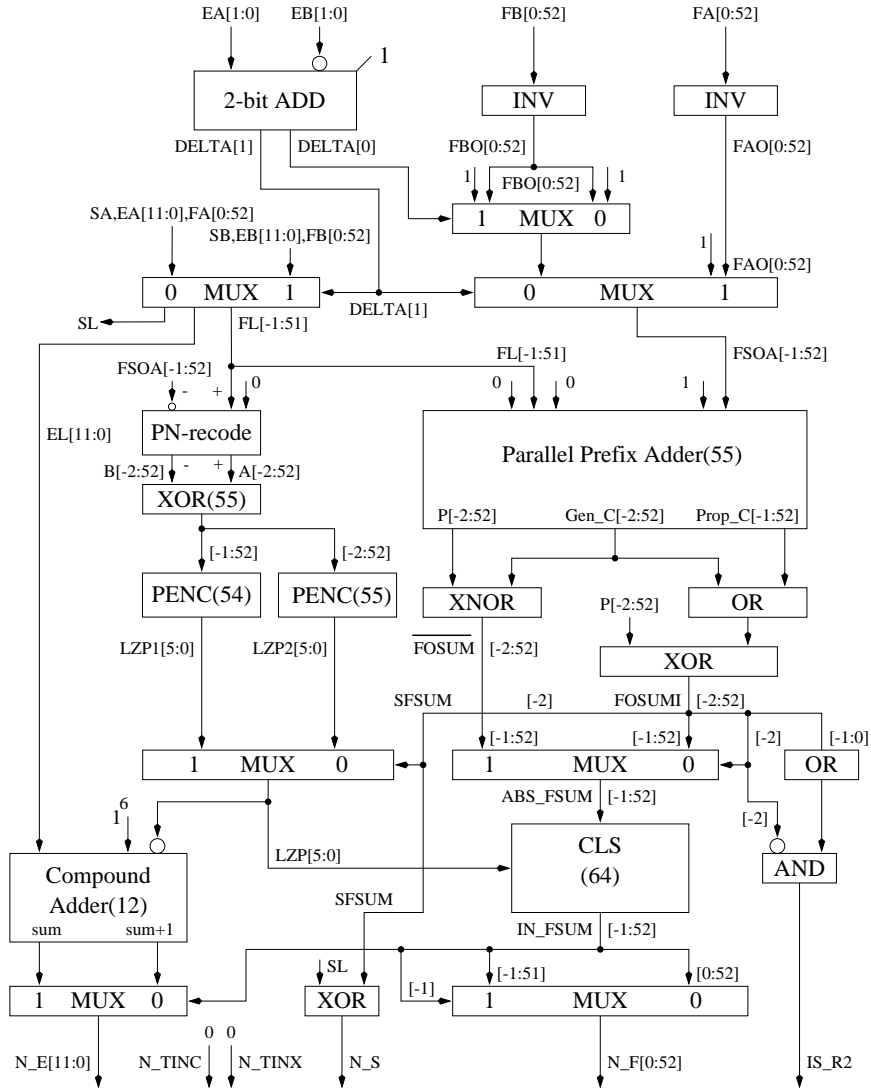 EA[1:0] EB[1:0] FB[0:52] FA[0:52]
1
2-bit ADD INV INV
DELTA[1] DELTA[0] FBO[0:52] FAO[0:52]
1 FBO[0:52] 1
SA,EA[11:0],FA[0:52] 1 MUX 0
SB,EB[11:0],FB[0:52] 1
FAO[0:52]
0 MUX 1 0 MUX 1
SL DELTA[1]
FL[-1:51]
FSOA[-1:52] FL[-1:51] FSOA[-1:52]
- + 0 0 0 1
EL[11:0] PN-recode
Parallel Prefix Adder(55)
B[-2:52] - + A[-2:52]
XOR(55)
P[-2:52] Gen_C[-2:52] Prop_C[-1:52]
[-1:52] [-2:52]
PENC(54) PENC(55) XNOR P[-2:52] OR
LZP1[5:0] LZP2[5:0] FOSUM [-2:52]
XOR
SFSUM [-2] FOSUMI [-2:52]
[-1:52] [-1:52] [-2] [-1:0]
1 MUX 0 1 MUX 0 OR
ABS_FSUM [-1:52]
1 6 [-2]
LZP[5:0] CLS
(64) AND
Compound
Adder(12)
sum sum+1 SFSUM IN_FSUM [-1:52]
SL [-1] [-1:51] [0:52]
1 MUX 0 XOR 1 MUX 0
0 0
N_E[11:0] N_TINC N_TINX N_S N_F[0:52] IS_R2